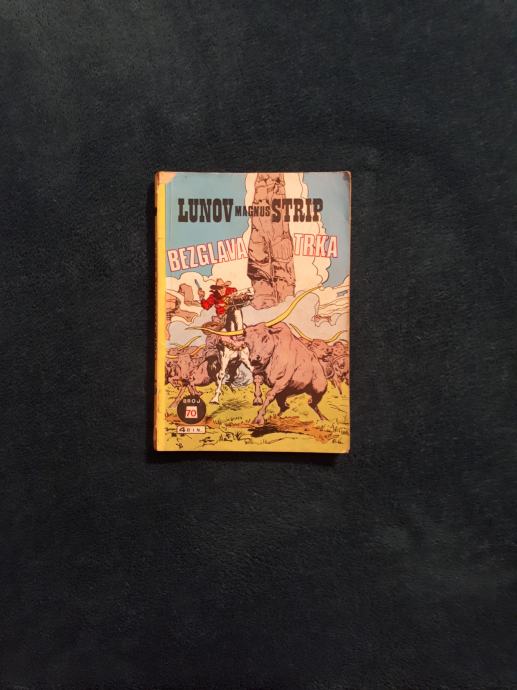 LUNOV MAGNUS STRIP
BEZGLAVA TRKA
BROJ
70
4 DIN.